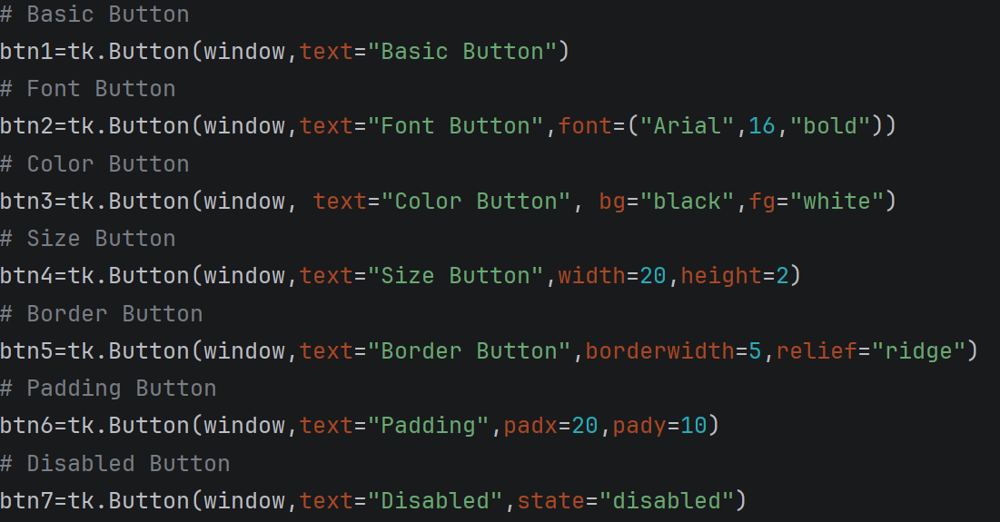 # Basic Button
btn1=tk.Button(window,text="Basic Button")
# Font Button
btn2=tk.Button(window,text="Font Button",font=("Arial",16,"bold"))
# Color Button
btn3=tk.Button(window, text="Color Button", bg="black",fg="white")
# Size Button
btn4=tk.Button(window,text="Size Button",width=20,height=2)
# Border Button
btn5=tk.Button(window,text="Border Button",borderwidth=5,relief="ridge")
# Padding Button
btn6=tk.Button(window,text="Padding",padx=20,pady=10)
# Disabled Button
btn7=tk.Button(window,text="Disabled",state="disabled")